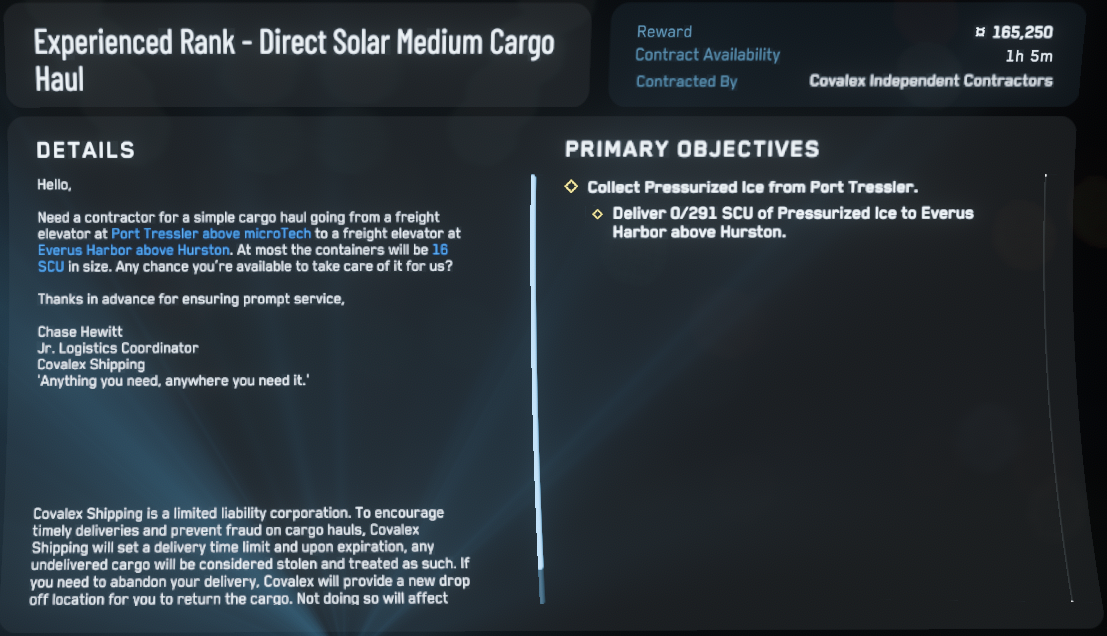 Experienced Rank - Direct Solar Medium Cargo
Haul
Reward
¤ 165,250
Contract Availability
1h 5m
Contracted By
Covalex Independent Contractors
DETAILS
Hello,
Need a contractor for a simple cargo haul going from a freight
elevator at Port Tressler above microTech to a freight elevator at
Everus Harbor above Hurston. At most the containers will be 16
SCU in size. Any chance you're available to take care of it for us?
Thanks in advance for ensuring prompt service,
Chase Hewitt
Jr. Logistics Coordinator
Covalex Shipping
'Anything you need, anywhere you need it.'
Covalex Shipping is a limited liability corporation. To encourage
timely deliveries and prevent fraud on cargo hauls, Covalex
Shipping will set a delivery time limit and upon expiration, any
undelivered cargo will be considered stolen and treated as such. If
you need to abandon your delivery, Covalex will provide a new drop
off location for you to return the cargo. Not doing so will affect
PRIMARY OBJECTIVES
Collect Pressurized Ice from Port Tressler.
Deliver 0/291 SCU of Pressurized Ice to Everus
Harbor above Hurston.